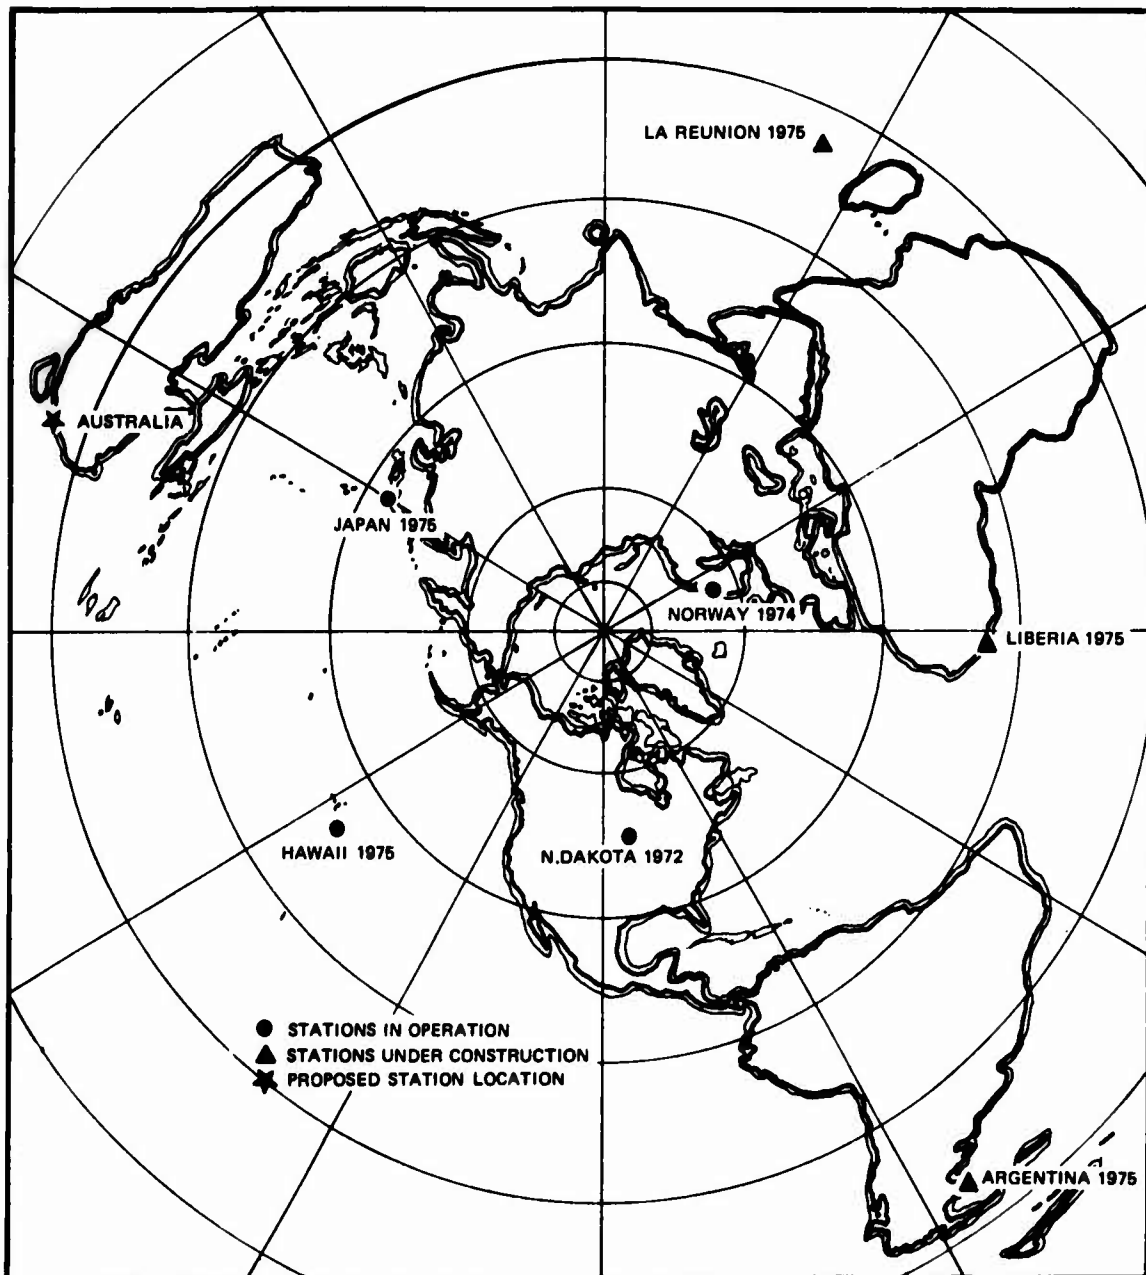 LA REUNION 1975
AUSTRALIA
JAPAN 1975
NORWAY 1974
LIBERIA 1975
HAWAII 1975
N.DAKOTA 1972
STATIONS IN OPERATION
STATIONS UNDER CONSTRUCTION
PROPOSED STATION LOCATION
ARGENTINA 1975